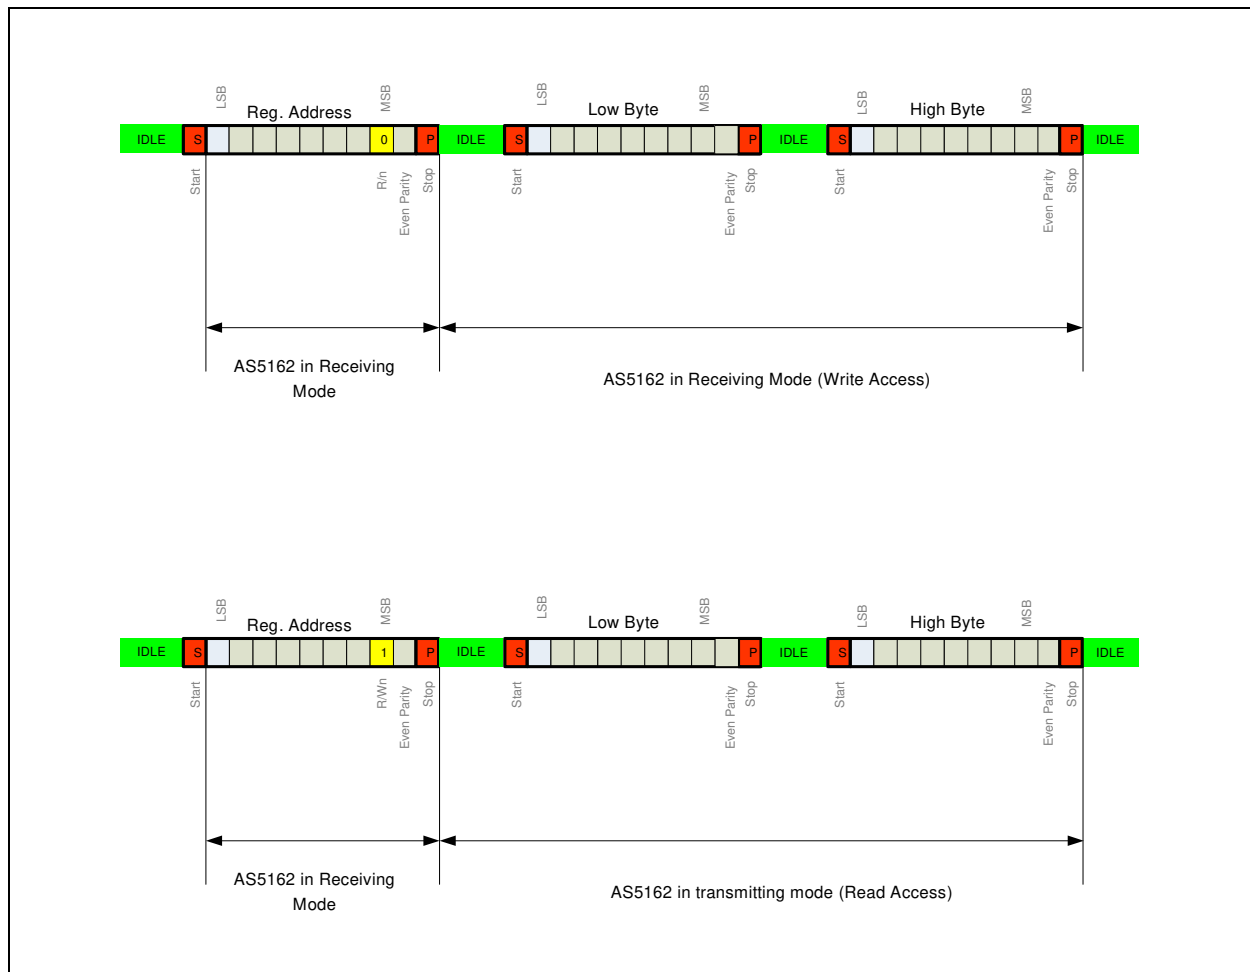 LSB
Reg. Address
MSB
LSB
Low Byte
MSB
LSB
High Byte
MSB
IDLE S 0 P IDLE S P IDLE S P IDLE
Start
R/n
Even Parity
Stop
Start
Even Parity
Stop
Start
Even Parity
Stop
AS5162 in Receiving
Mode
AS5162 in Receiving Mode (Write Access)
LSB
Reg. Address
MSB
LSB
Low Byte
MSB
LSB
High Byte
MSB
IDLE S 1 P IDLE S P IDLE S P IDLE
Start
R/Wn
Even Parity
Stop
Start
Even Parity
Stop
Start
Even Parity
Stop
AS5162 in Receiving
Mode
AS5162 in transmitting mode (Read Access)